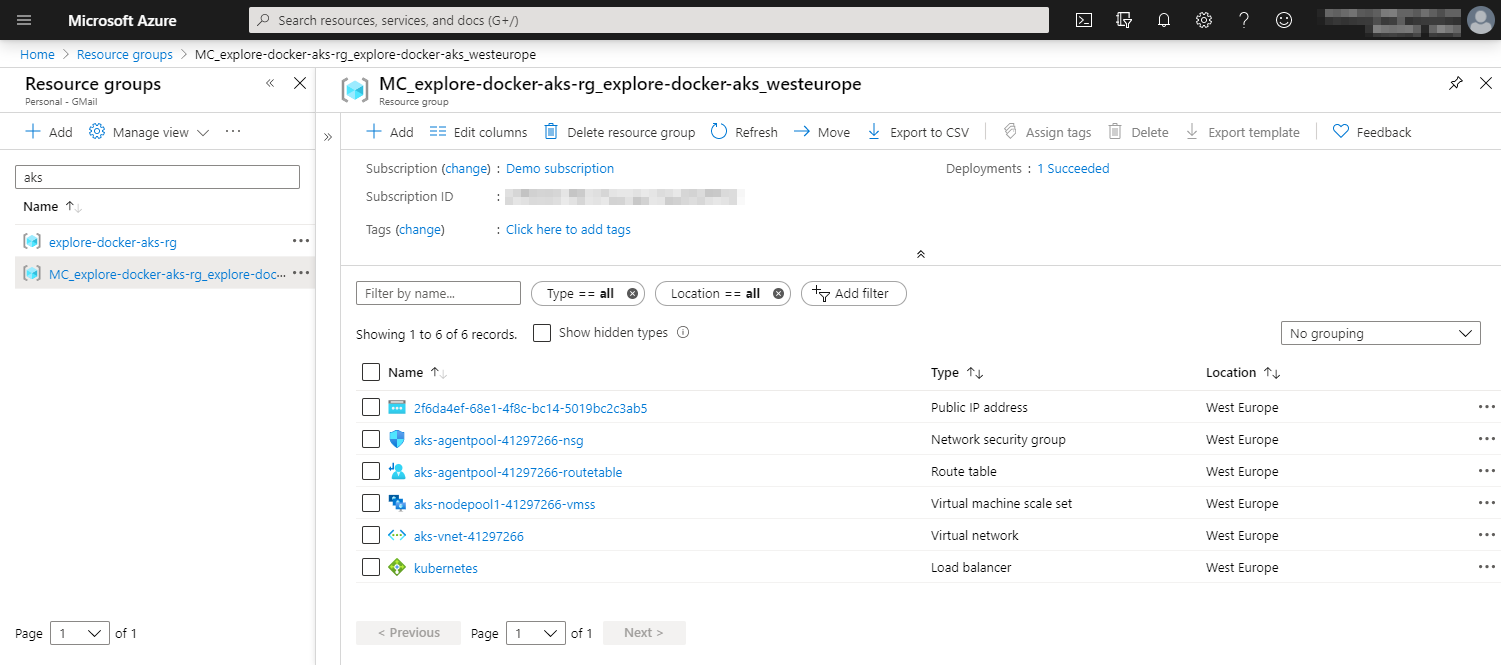 Microsoft Azure
Search resources, services, and docs (G+/)
Home > Resource groups > MC_explore-docker-aks-rg_explore-docker-aks_westeurope
Resource groups
Personal - GMail
Add Manage view ...
aks
Name
explore-docker-aks-rg
MC_explore-docker-aks-rg_explore-doc...
Page 1 of 1
MC_explore-docker-aks-rg_explore-docker-aks_westeurope
Resource group
Add Edit columns Delete resource group Refresh Move Export to CSV Assign tags Delete Export template Feedback
Subscription (change) : Demo subscription
Deployments : 1 Succeeded
Subscription ID :
Tags (change) : Click here to add tags
Filter by name... Type == all Location == all Add filter
Showing 1 to 6 of 6 records. Show hidden types No grouping
Name Type Location
2f6da4ef-68e1-4f8c-bc14-5019bc2c3ab5 Public IP address West Europe
aks-agentpool-41297266-nsg Network security group West Europe
aks-agentpool-41297266-routetable Route table West Europe
aks-nodepool1-41297266-vmss Virtual machine scale set West Europe
aks-vnet-41297266 Virtual network West Europe
kubernetes Load balancer West Europe
< Previous Page 1 of 1 Next >